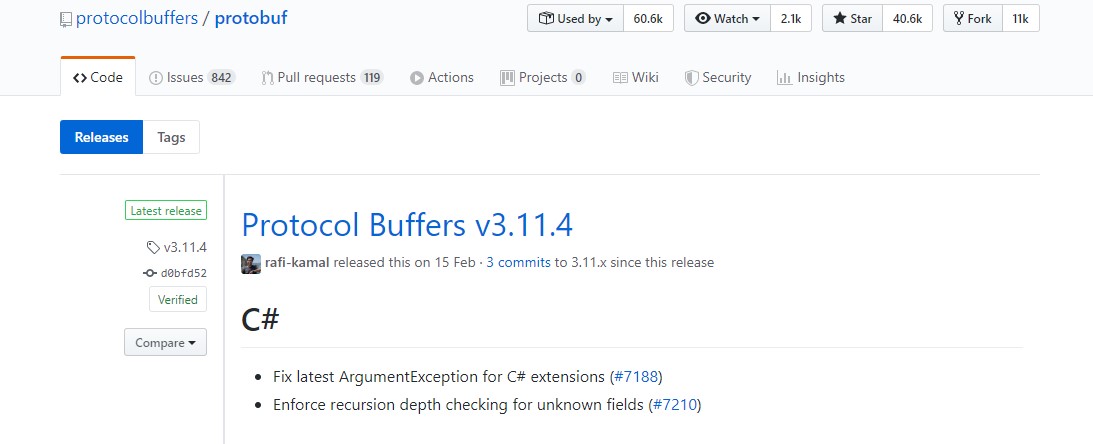 protocolbuffers / protobuf
Used by 60.6k Watch 2.1k Star 40.6k Fork 11k
Code Issues 842 Pull requests 119 Actions Projects 0 Wiki Security Insights
Releases Tags
Latest release
v3.11.4
d0bfd52
Verified
Compare
Protocol Buffers v3.11.4
rafi-kamal released this on 15 Feb · 3 commits to 3.11.x since this release
C#
• Fix latest ArgumentException for C# extensions (#7188)
• Enforce recursion depth checking for unknown fields (#7210)